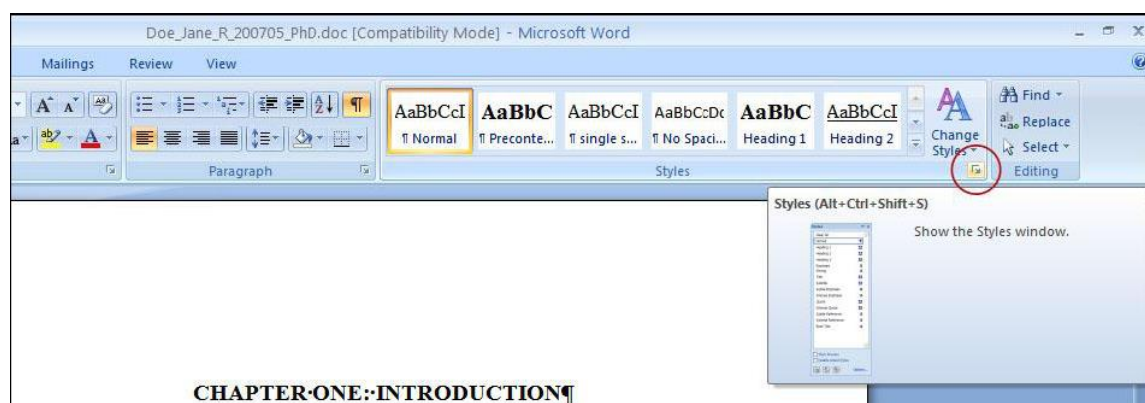 Doe_Jane_R_200705_PhD.doc [Compatibility Mode] - Microsoft Word
Mailings Review View
AaBbCcI AaBbC AaBbCcI AaBbCcDc AaBbC AaBbCcI
¶ Normal ¶ Preconte... ¶ single s... ¶ No Spaci... Heading 1 Heading 2
Change Styles
Find
Replace
Select
Paragraph Styles Editing
Styles (Alt+Ctrl+Shift+S)
Show the Styles window.
CHAPTER·ONE:·INTRODUCTION¶